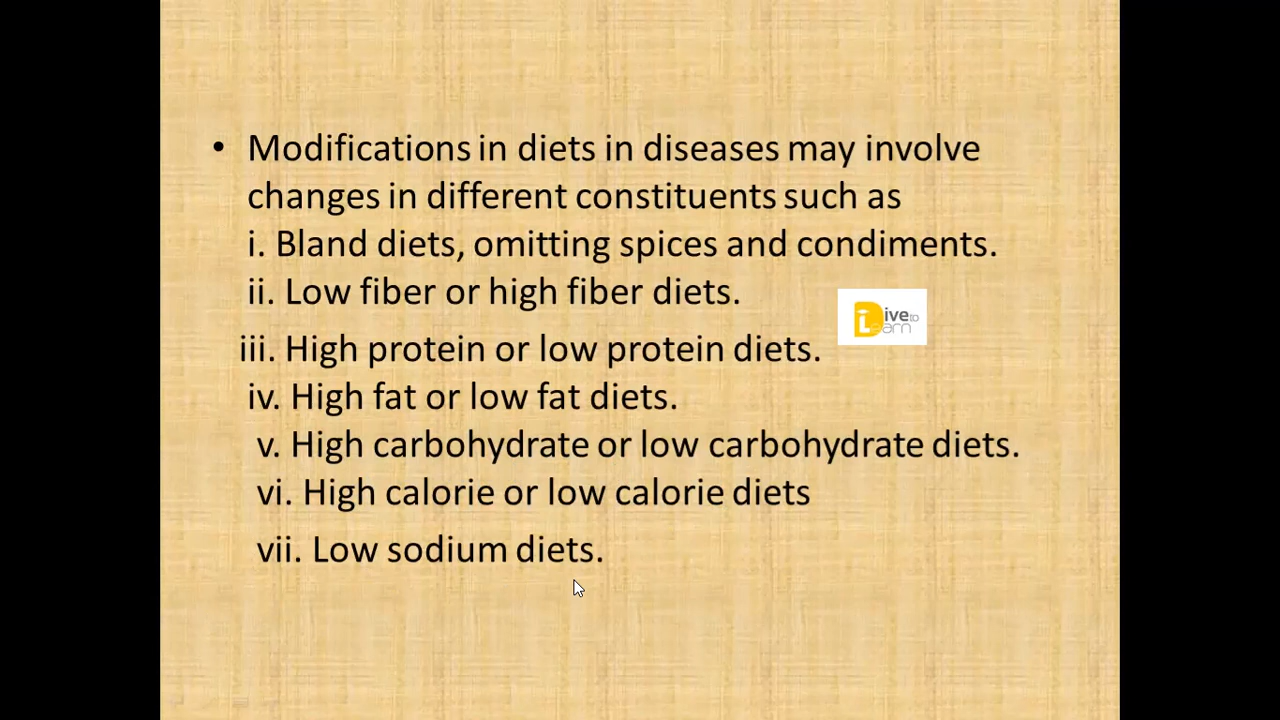 • Modifications in diets in diseases may involve
changes in different constituents such as
i. Bland diets, omitting spices and condiments.
ii. Low fiber or high fiber diets.
Dive to
Learn
iii. High protein or low protein diets.
iv. High fat or low fat diets.
v. High carbohydrate or low carbohydrate diets.
vi. High calorie or low calorie diets
vii. Low sodium diets.